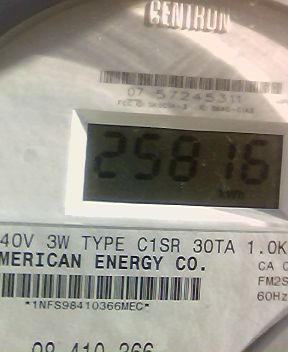 CENTRON
07 57245311
25816
kWh
40V 3W TYPE C1SR 30TA 1.0K
MERICAN ENERGY CO.
CA 0
FM2S
60Hz
*1NFS98410366MEC*
98 410 366